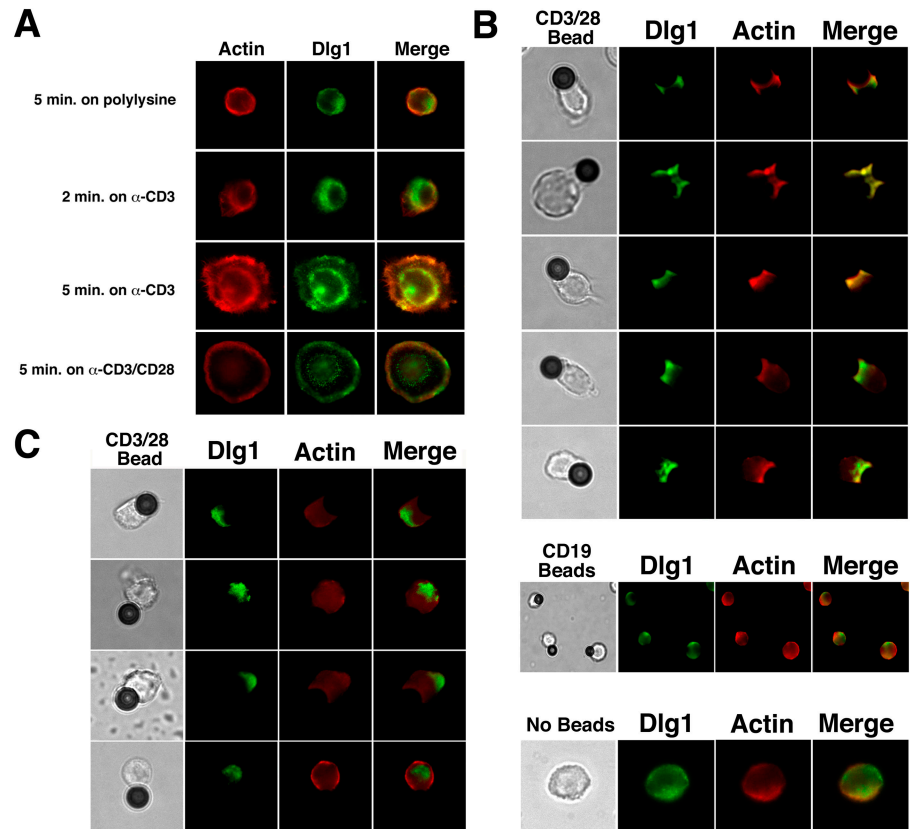 A
Actin Dlg1 Merge
5 min. on polylysine
2 min. on α-CD3
5 min. on α-CD3
5 min. on α-CD3/CD28
B
CD3/28
Bead
Dlg1 Actin Merge
C
CD3/28
Bead
Dlg1 Actin Merge
CD19
Beads
Dlg1 Actin Merge
No Beads Dlg1 Actin Merge